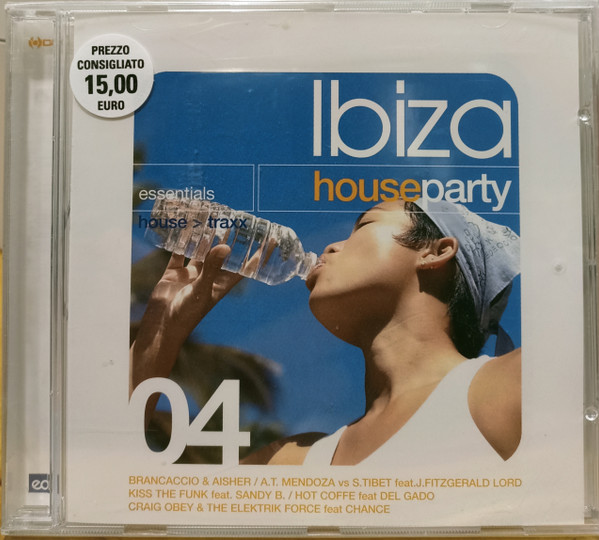 PREZZO
CONSIGLIATO
15,00
EURO
Ibiza
houseparty
essentials
house > traxx
04
BRANCACCIO & AISHER / A.T. MENDOZA vs S.TIBET feat.J.FITZGERALD LORD
KISS THE FUNK feat. SANDY B. / HOT COFFE feat DEL GADO
CRAIG OBEY & THE ELEKTRIK FORCE feat CHANCE